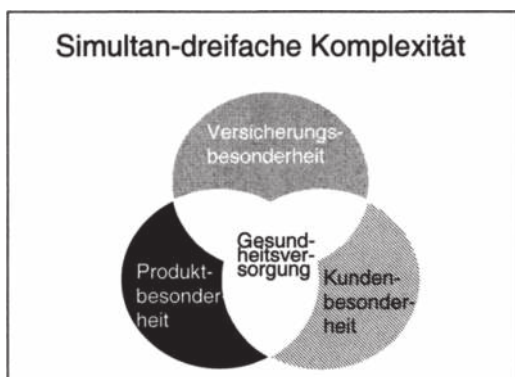 Simultan-dreifache Komplexität
Versicherungs-
besonderheit
Gesund-
heitsver-
sorgung
Produkt-
besonder
heit
Kunden-
besonder-
heit